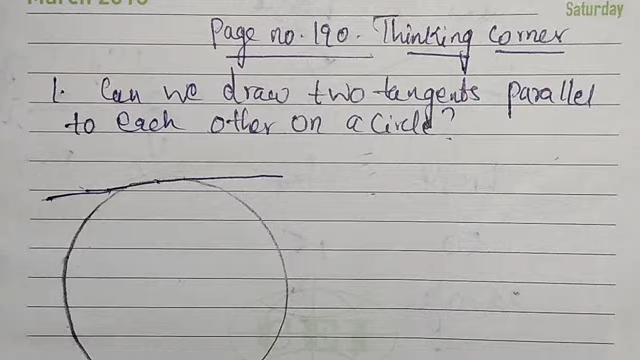 March 2018
Saturday
Page no. 190. Thinking Corner
1. Can we draw two tangents parallel
to each other on a circle?